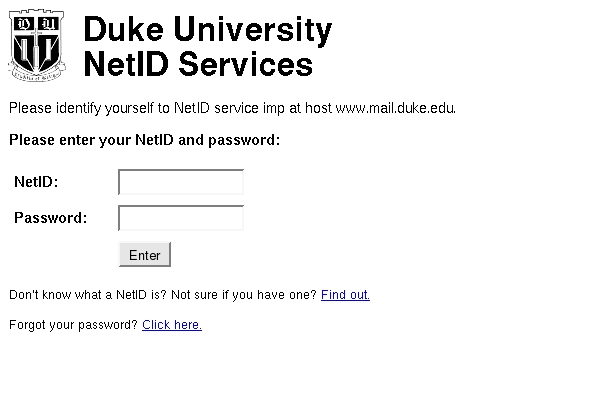 Duke University
NetID Services
Please identify yourself to NetID service imp at host www.mail.duke.edu.
Please enter your NetID and password:
NetID:
Password:
Enter
Don't know what a NetID is? Not sure if you have one? Find out.
Forgot your password? Click here.